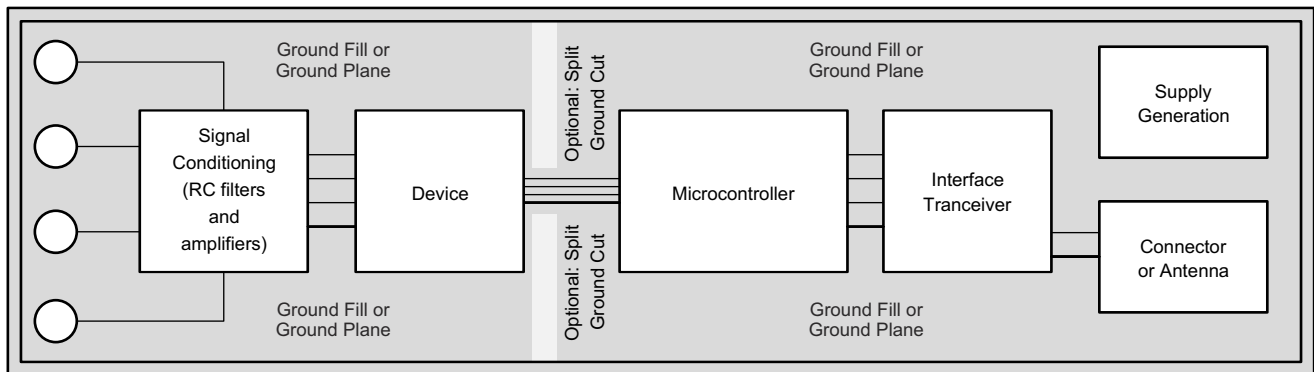 Ground Fill or
Ground Plane
Optional: Split
Ground Cut
Ground Fill or
Ground Plane
Supply
Generation
Signal
Conditioning
(RC filters
and
amplifiers)
Device
Microcontroller
Interface
Tranceiver
Connector
or Antenna
Ground Fill or
Ground Plane
Optional: Split
Ground Cut
Ground Fill or
Ground Plane